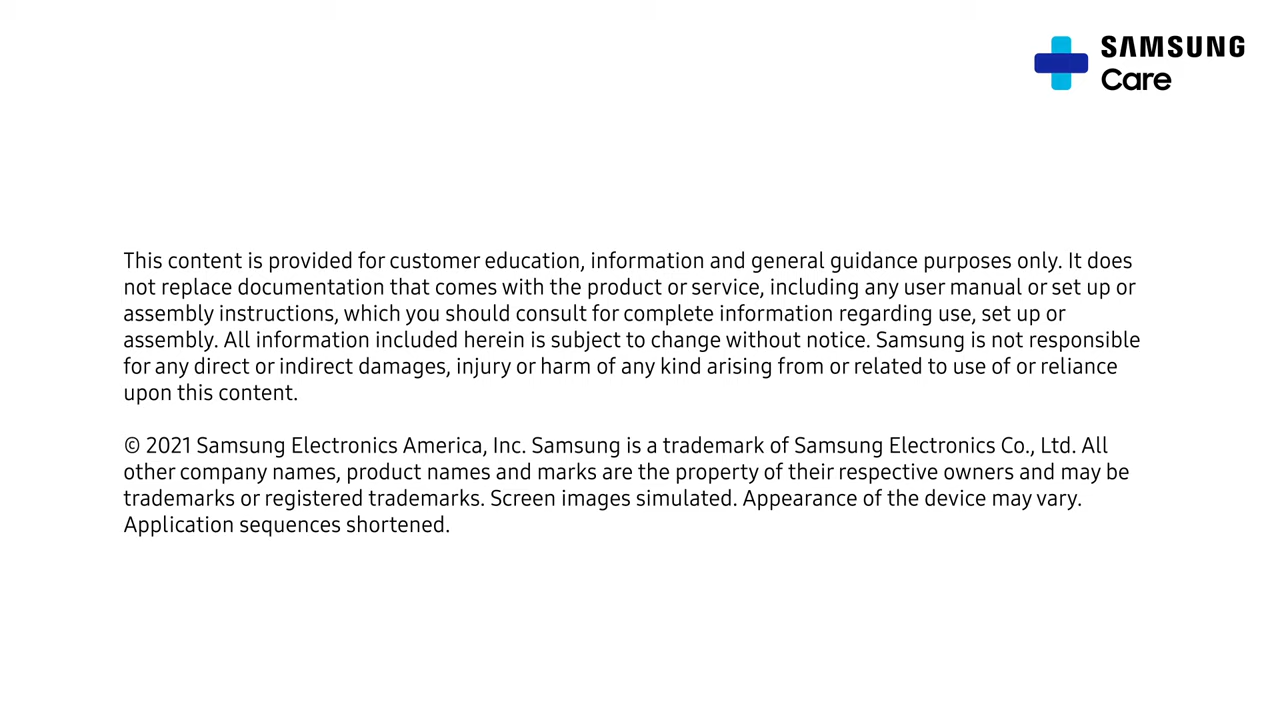 SAMSUNG
Care
This content is provided for customer education, information and general guidance purposes only. It does
not replace documentation that comes with the product or service, including any user manual or set up or
assembly instructions, which you should consult for complete information regarding use, set up or
assembly. All information included herein is subject to change without notice. Samsung is not responsible
for any direct or indirect damages, injury or harm of any kind arising from or related to use of or reliance
upon this content.
© 2021 Samsung Electronics America, Inc. Samsung is a trademark of Samsung Electronics Co., Ltd. All
other company names, product names and marks are the property of their respective owners and may be
trademarks or registered trademarks. Screen images simulated. Appearance of the device may vary.
Application sequences shortened.